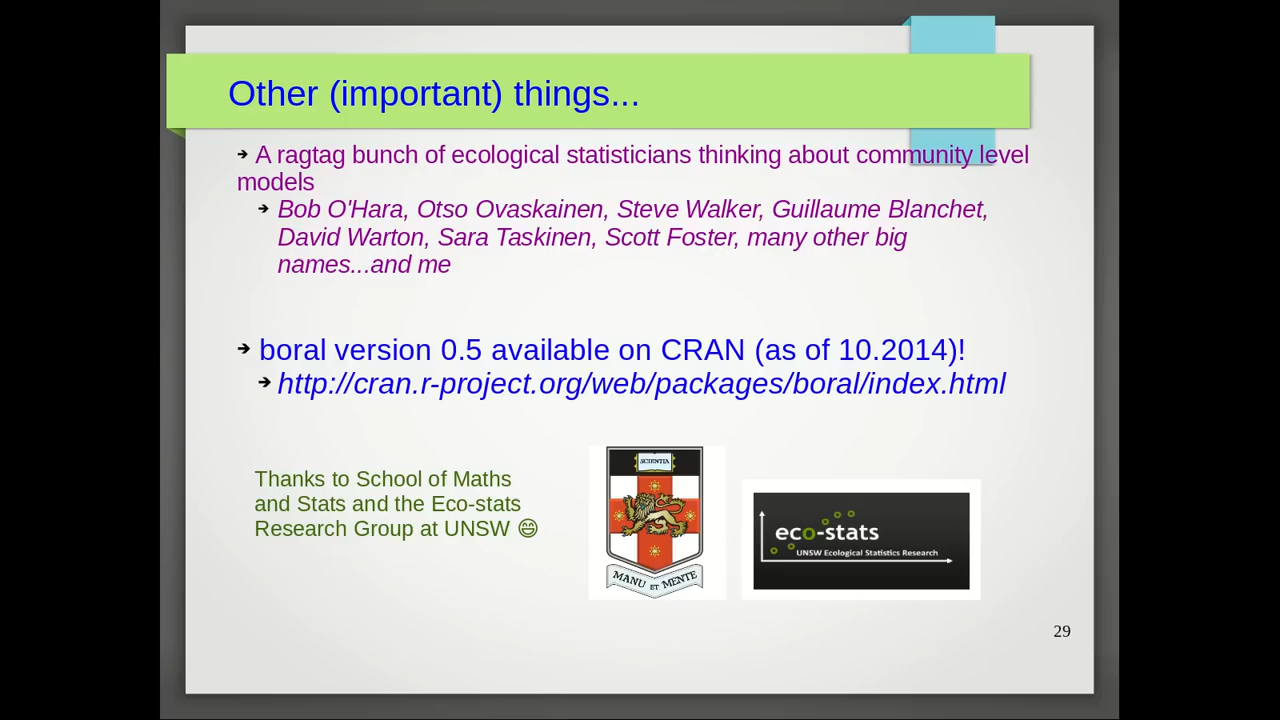 Other (important) things...
➔ A ragtag bunch of ecological statisticians thinking about community level
models
➔ Bob O'Hara, Otso Ovaskainen, Steve Walker, Guillaume Blanchet,
David Warton, Sara Taskinen, Scott Foster, many other big
names...and me
➔ boral version 0.5 available on CRAN (as of 10.2014)!
➔ http://cran.r-project.org/web/packages/boral/index.html
Thanks to School of Maths
and Stats and the Eco-stats
Research Group at UNSW 😄
SCIENTIA
MANU ET MENTE
eco-stats
UNSW Ecological Statistics Research
29